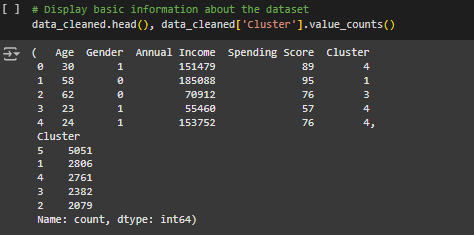 [ ] # Display basic information about the dataset
data_cleaned.head(), data_cleaned['Cluster'].value_counts()
(   Age  Gender  Annual Income  Spending Score  Cluster
0   30       1         151479              89        4
1   58       0         185088              95        1
2   62       0          70912              76        3
3   23       1          55460              57        4
4   24       1         153752              76        4,
Cluster
5    5051
1    2806
4    2761
3    2382
2    2079
Name: count, dtype: int64)